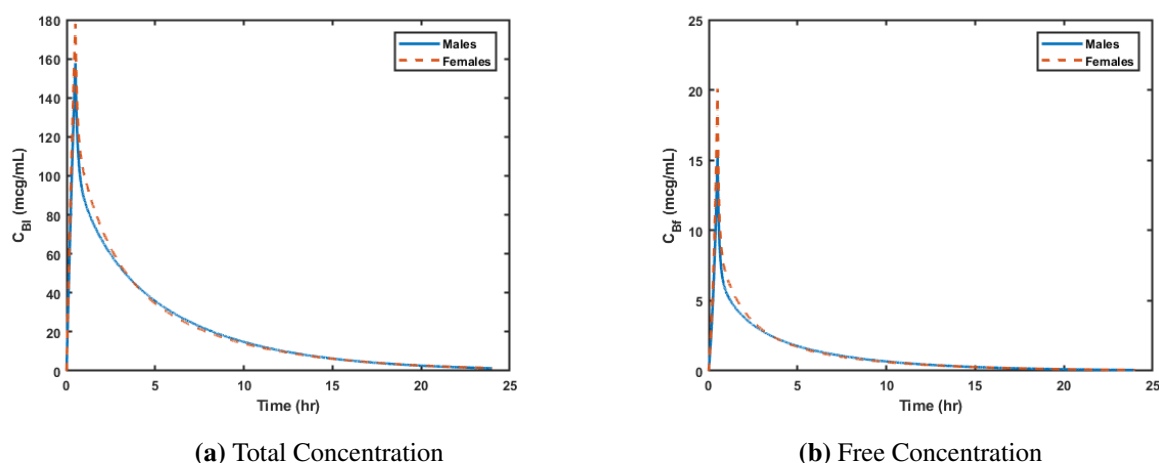 180
160
140
120
100
80
60
40
20
0
C_Bl (mcg/mL)
Males
Females
0 5 10 15 20 25
Time (hr)
(a) Total Concentration
25
20
15
10
5
0
C_Bf (mcg/mL)
Males
Females
0 5 10 15 20 25
Time (hr)
(b) Free Concentration